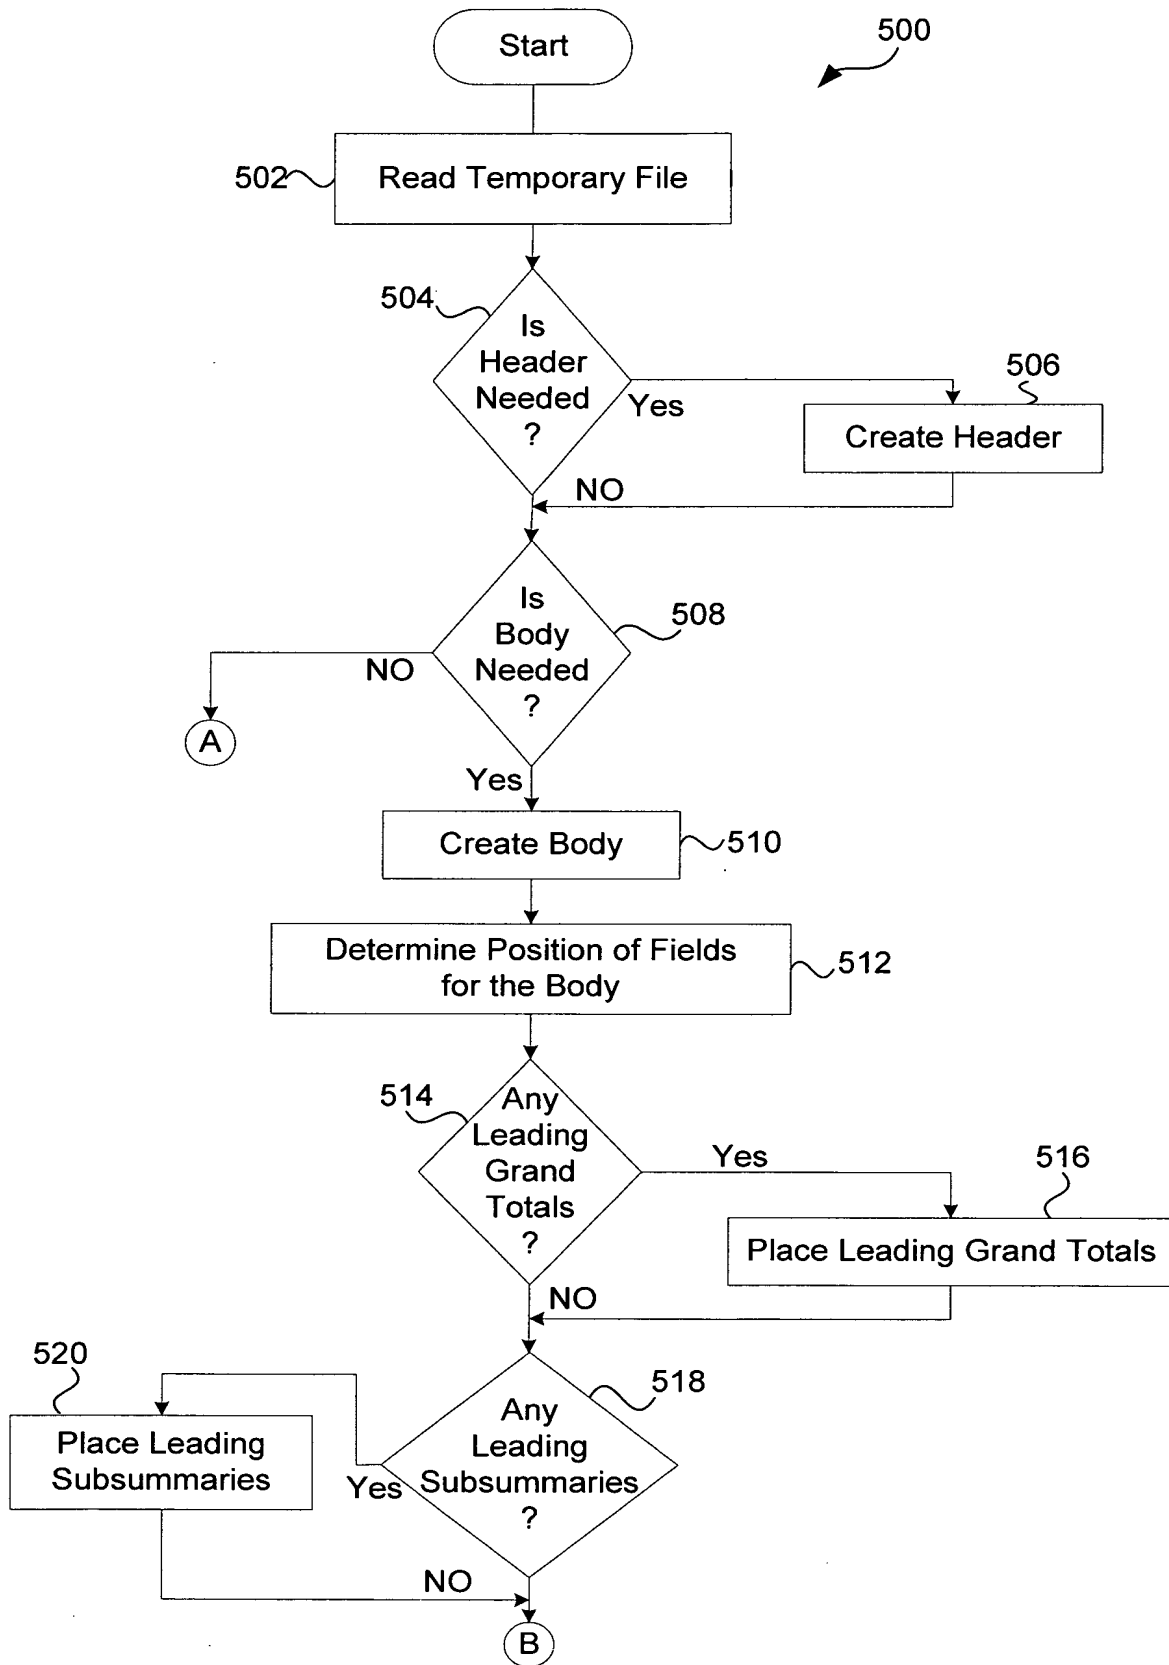 Start
500
502
Read Temporary File
504
Is
Header
Needed
?
Yes
506
Create Header
NO
Is
Body
Needed
?
508
NO
A
Yes
Create Body
510
Determine Position of Fields
for the Body
512
514
Any
Leading
Grand
Totals
?
Yes
516
Place Leading Grand Totals
NO
520
518
Place Leading
Subsummaries
Any
Leading
Subsummaries
?
Yes
NO
B